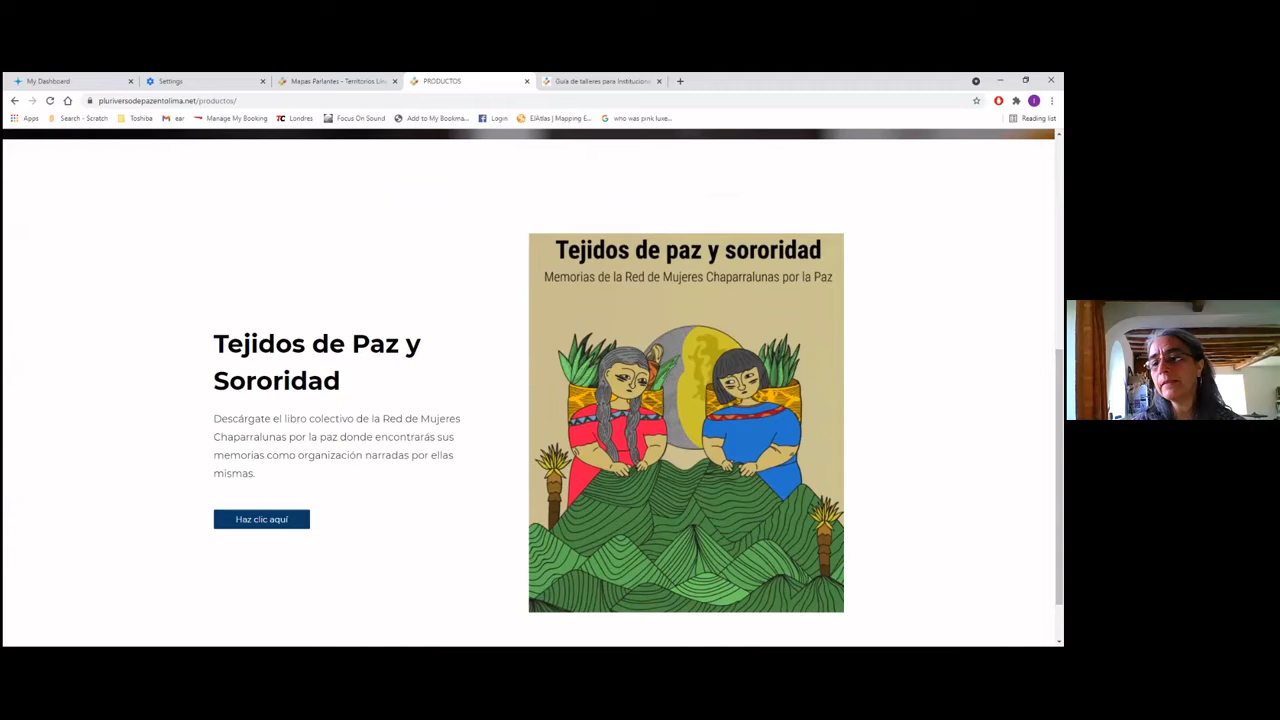 My Dashboard
Settings
Mapas Parlantes – Territorios Lín
PRODUCTOS
Guía de talleres para Institucion
pluriversodepazentolima.net/productos/
Apps
Search - Scratch
Toshiba
ear
Manage My Booking
Londres
Focus On Sound
Add to My Bookma...
Login
EJAtlas | Mapping E...
who was pink luxe...
Reading list
Tejidos de Paz y
Sororidad
Descárgate el libro colectivo de la Red de Mujeres
Chaparralunas por la paz donde encontrarás sus
memorias como organización narradas por ellas
mismas.
Haz clic aquí
Tejidos de paz y sororidad
Memorias de la Red de Mujeres Chaparralunas por la Paz